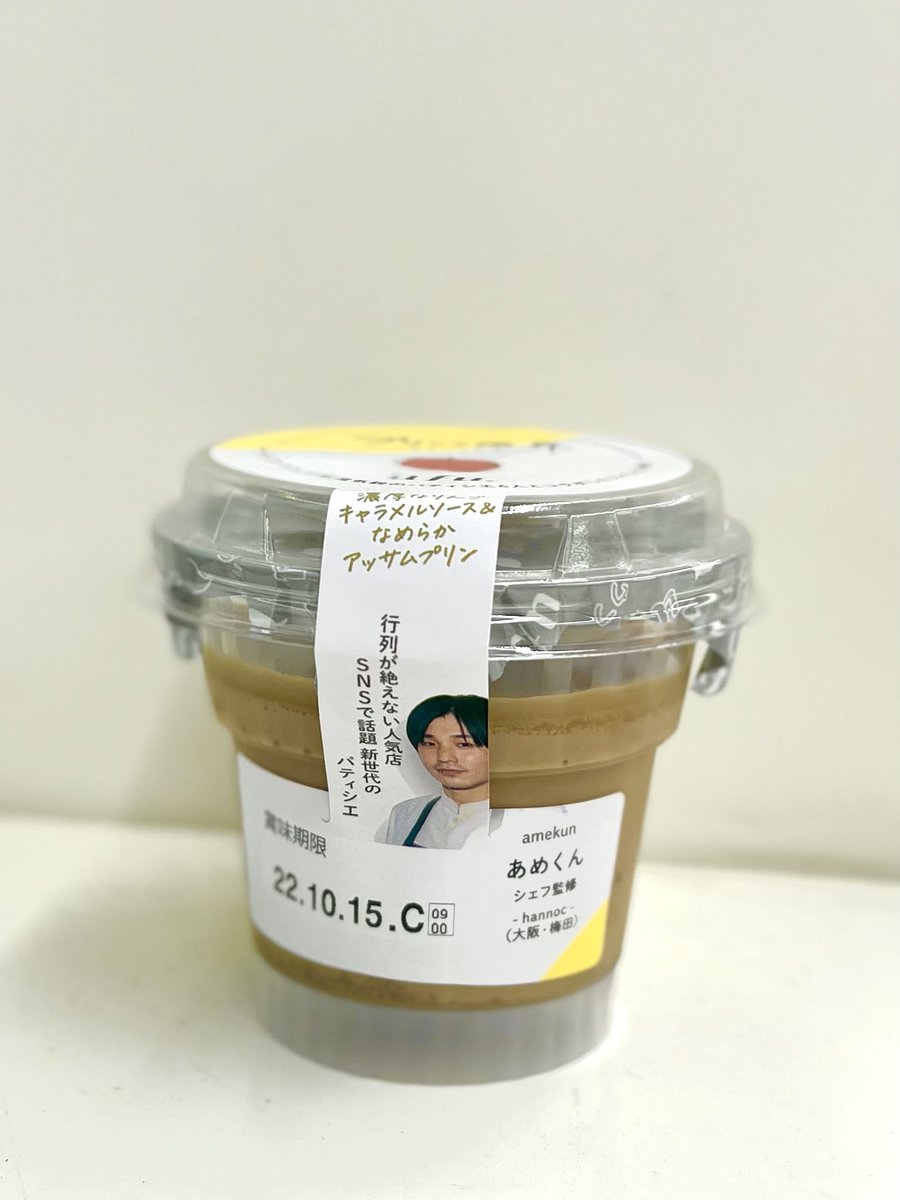 キャラメルソース&
なめらか
アッサムプリン
行列が絶えない人気店
SNSで話題 新世代の
パティシエ
賞味期限
22.10.15.C
09
00
amekun
あめくん
シェフ監修
- hannoc -
(大阪・梅田)